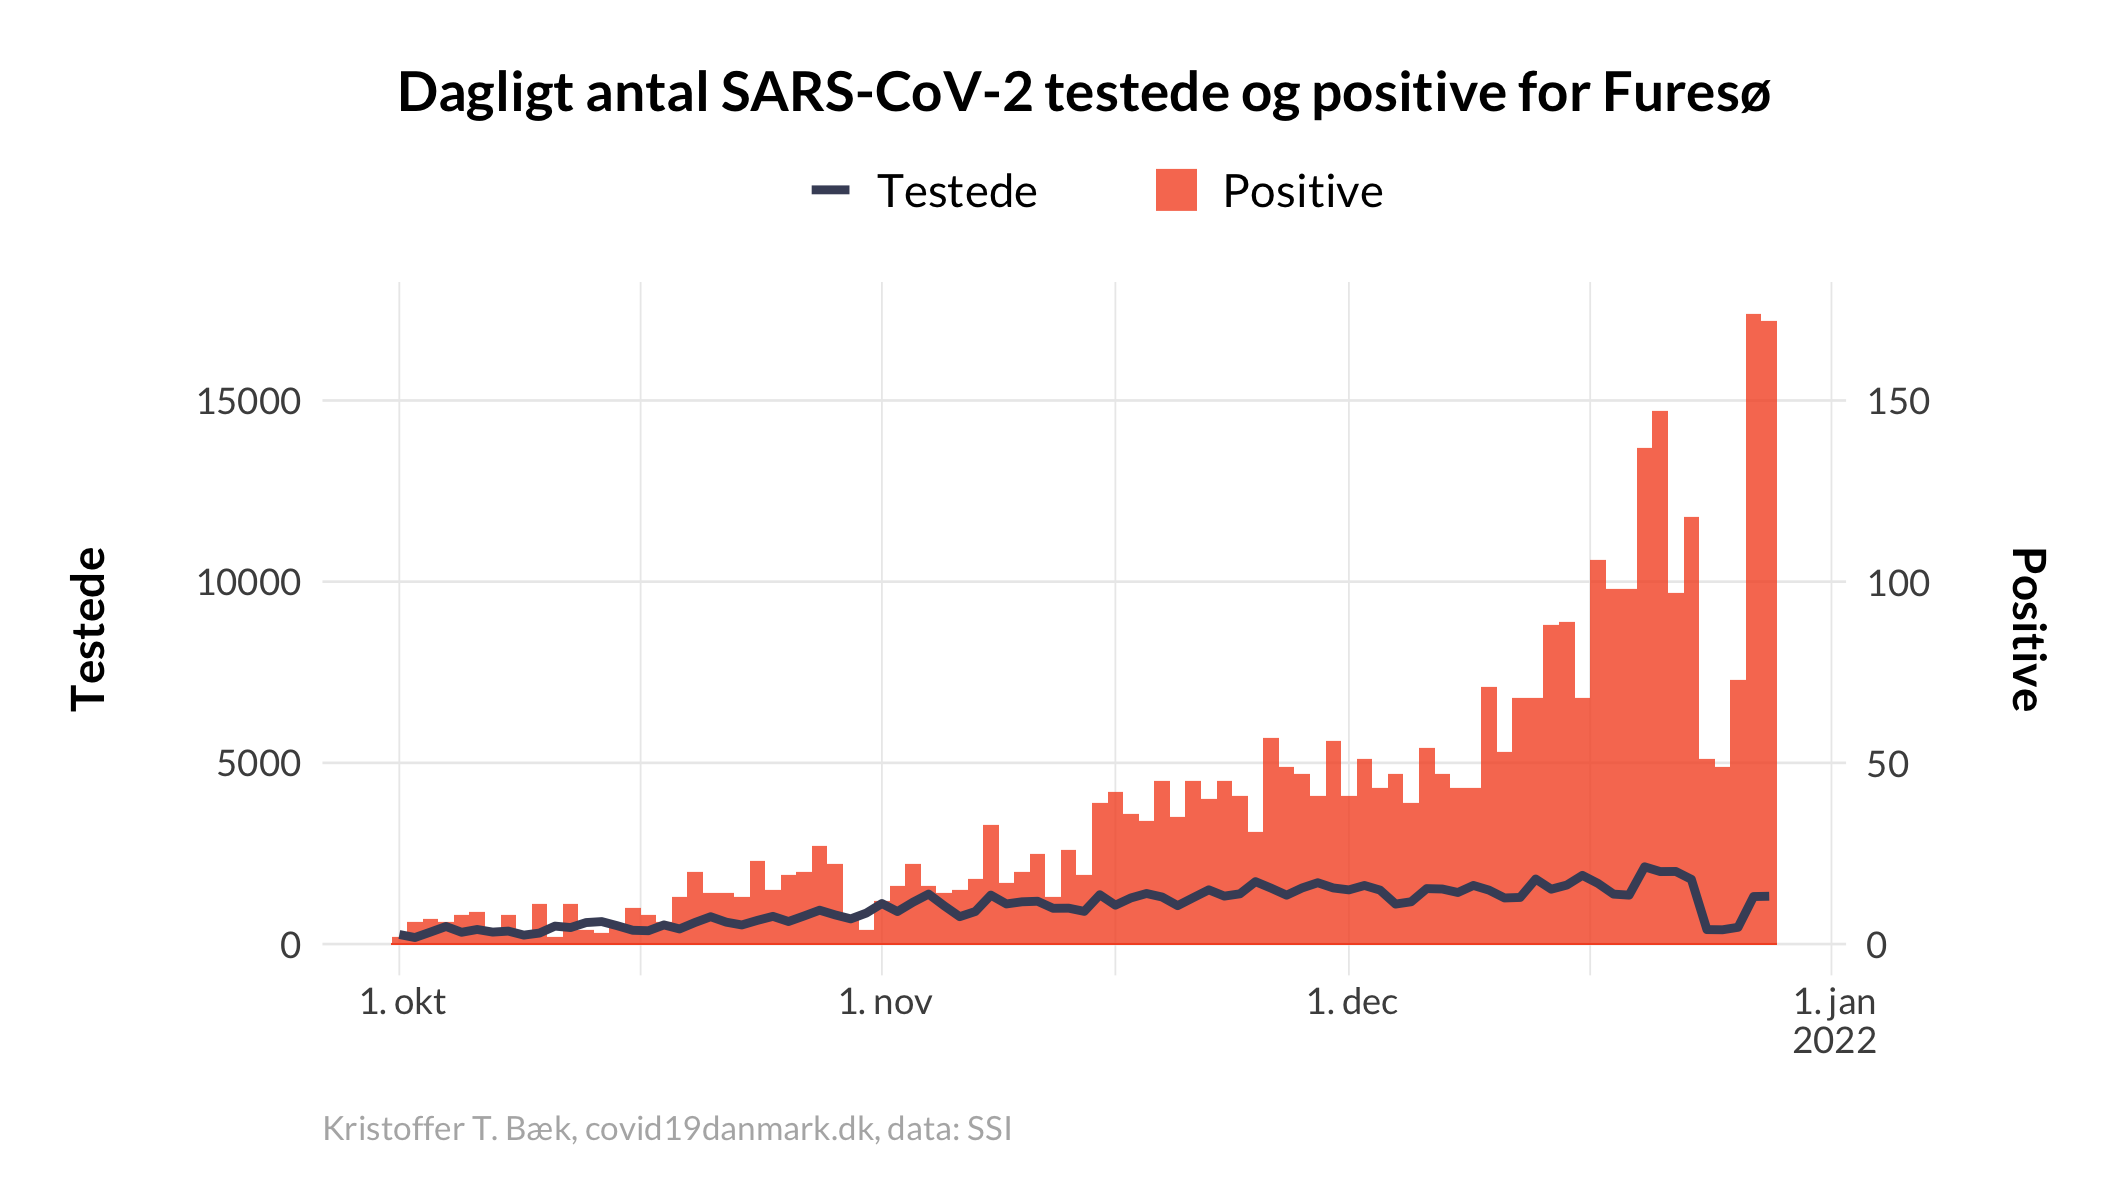 Dagligt antal SARS-CoV-2 testede og positive for Furesø
Testede
Positive
15000
10000
5000
0
150
100
50
0
Testede
Positive
1. okt
1. nov
1. dec
1. jan
2022
Kristoffer T. Bæk, covid19danmark.dk, data: SSI